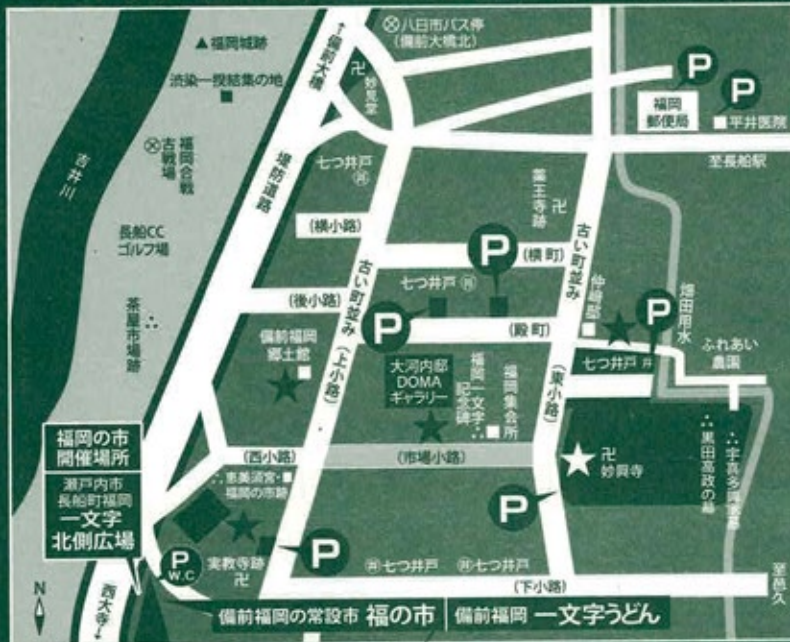 八日市バス停
(備前大橋北)
↑備前大橋
▲福岡城跡
渋染一揆結集の地
卍 妙見堂
P
P
福岡
郵便局
平井医院
至長船駅
吉井川
福岡合戦
古戦場
堤防道路
七つ井戸
薬王寺跡 卍
長船CC
ゴルフ場
(横小路)
古い町並み
(横町)
P
古い町並み
仲﨑邸
P
畑田用水
茶屋市場跡
(後小路)
七つ井戸
P
(殿町)
ふれあい
農園
備前福岡
郷土館
(上小路)
大河内邸
DOMA
ギャラリー
福岡一文字
記念碑
福岡集会所
(東小路)
七つ井戸
福岡の市
開催場所
瀬戸内市
長船町福岡
一文字
北側広場
(西小路)
(市場小路)
恵美須宮・
福岡の市跡
卍
妙興寺
黒田高政の墓
宇喜多興家墓
P
P
W.C
実教寺跡
卍
P
七つ井戸
七つ井戸
至邑久
(下小路)
N
西大寺↓
備前福岡の常設市 福の市
備前福岡 一文字うどん